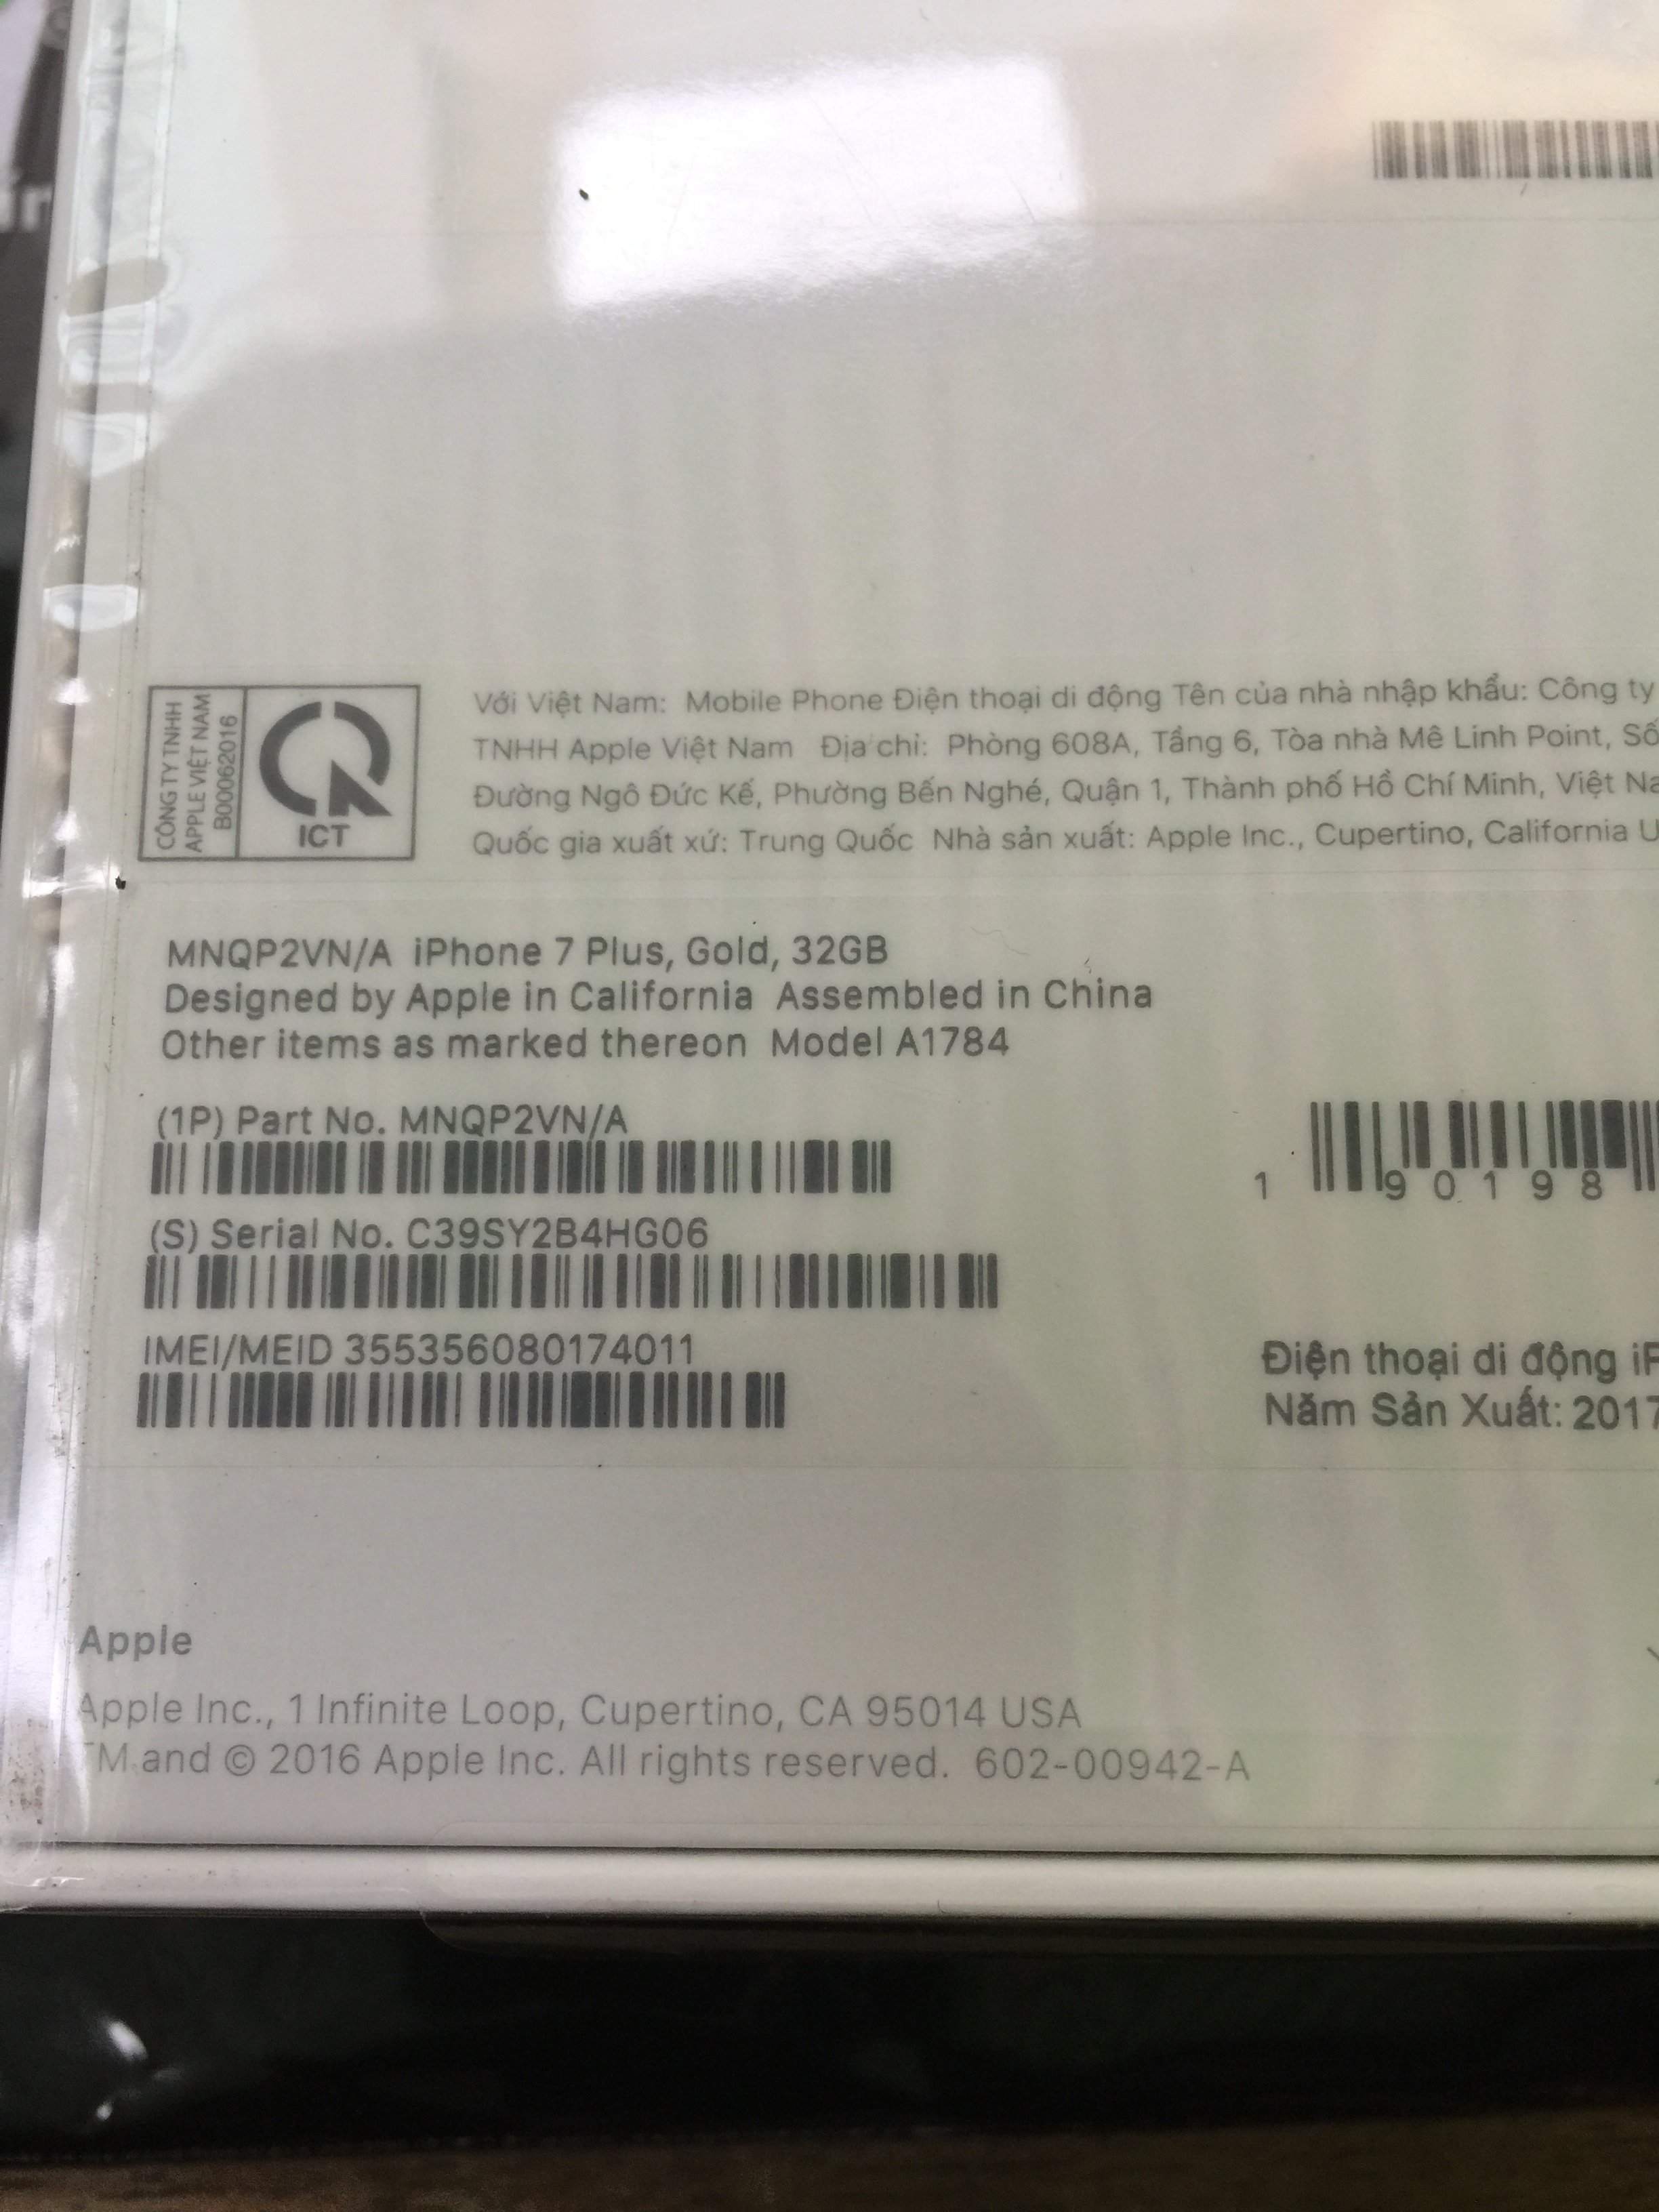 CÔNG TY TNHH
APPLE VIỆT NAM
B000062016
ICT
Với Việt Nam: Mobile Phone Điện thoại di động Tên của nhà nhập khẩu: Công ty
TNHH Apple Việt Nam Địa chỉ: Phòng 608A, Tầng 6, Tòa nhà Mê Linh Point, Số
Đường Ngô Đức Kế, Phường Bến Nghé, Quận 1, Thành phố Hồ Chí Minh, Việt Na
Quốc gia xuất xứ: Trung Quốc Nhà sản xuất: Apple Inc., Cupertino, California U
MNQP2VN/A iPhone 7 Plus, Gold, 32GB
Designed by Apple in California Assembled in China
Other items as marked thereon Model A1784
(1P) Part No. MNQP2VN/A
1 90198
(S) Serial No. C39SY2B4HG06
IMEI/MEID 355356080174011
Điện thoại di động iP
Năm Sản Xuất: 2017
Apple
Apple Inc., 1 Infinite Loop, Cupertino, CA 95014 USA
TM and © 2016 Apple Inc. All rights reserved. 602-00942-A